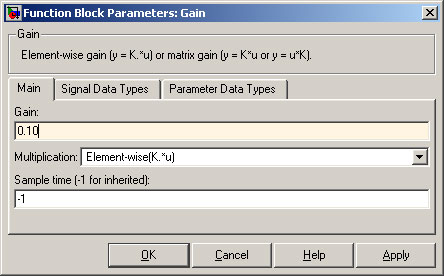 Function Block Parameters: Gain
Gain
Element-wise gain (y = K.*u) or matrix gain (y = K*u or y = u*K).
Main Signal Data Types Parameter Data Types
Gain:
0.10
Multiplication: Element-wise(K.*u)
Sample time (-1 for inherited):
-1
OK Cancel Help Apply